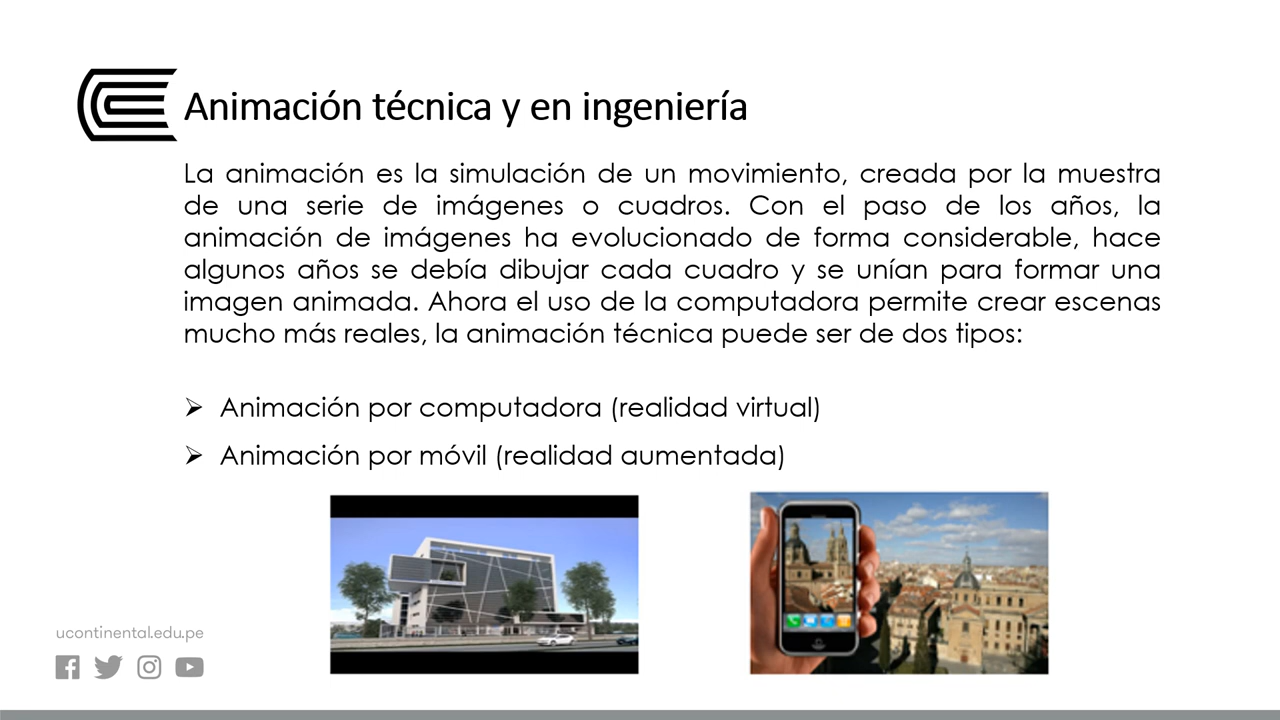 Animación técnica y en ingeniería
La animación es la simulación de un movimiento, creada por la muestra
de una serie de imágenes o cuadros. Con el paso de los años, la
animación de imágenes ha evolucionado de forma considerable, hace
algunos años se debía dibujar cada cuadro y se unían para formar una
imagen animada. Ahora el uso de la computadora permite crear escenas
mucho más reales, la animación técnica puede ser de dos tipos:
➢ Animación por computadora (realidad virtual)
➢ Animación por móvil (realidad aumentada)
ucontinental.edu.pe